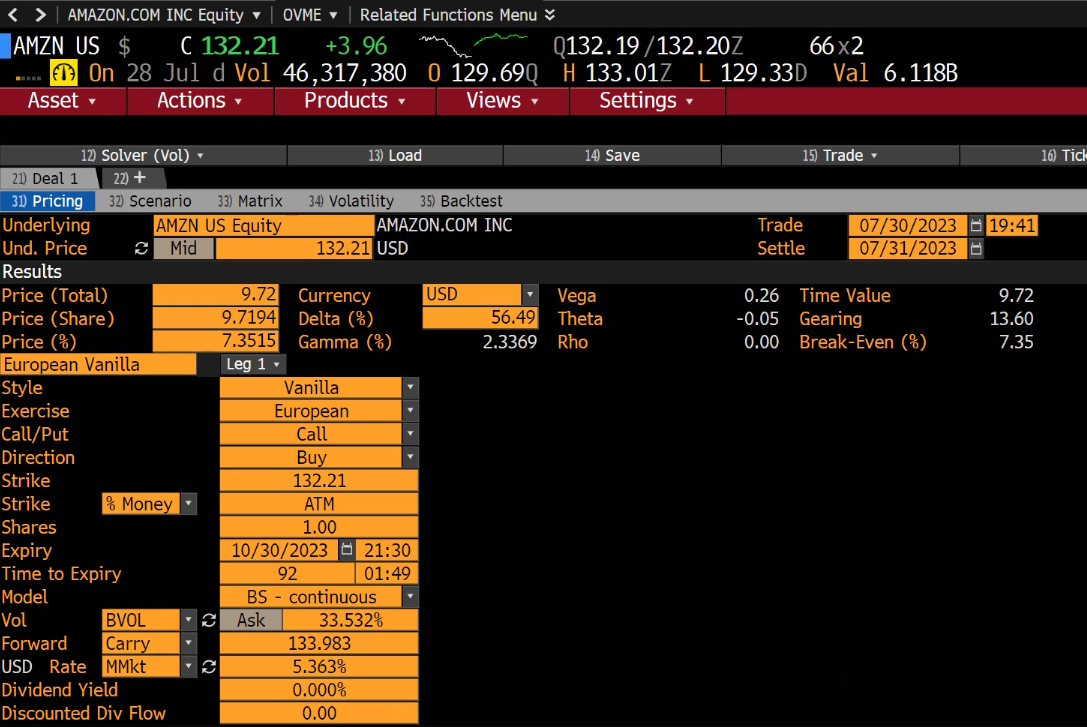 AMAZON.COM INC Equity OVME Related Functions Menu
AMZN US $ C 132.21 +3.96 Q132.19/132.20Z 66x2
On 28 Jul d Vol 46,317,380 O 129.69Q H 133.01Z L 129.33D Val 6.118B
Asset Actions Products Views Settings
12) Solver (Vol) 13) Load 14) Save 15) Trade 16) Tick
21) Deal 1 22) +
31) Pricing 32) Scenario 33) Matrix 34) Volatility 35) Backtest
Underlying AMZN US Equity AMAZON.COM INC Trade 07/30/2023 19:41
Und. Price Mid 132.21 USD Settle 07/31/2023
Results
Price (Total) 9.72 Currency USD Vega 0.26 Time Value 9.72
Price (Share) 9.7194 Delta (%) 56.49 Theta -0.05 Gearing 13.60
Price (%) 7.3515 Gamma (%) 2.3369 Rho 0.00 Break-Even (%) 7.35
European Vanilla Leg 1
Style Vanilla
Exercise European
Call/Put Call
Direction Buy
Strike 132.21
Strike % Money ATM
Shares 1.00
Expiry 10/30/2023 21:30
Time to Expiry 92 01:49
Model BS - continuous
Vol BVOL Ask 33.532%
Forward Carry 133.983
USD Rate MMkt 5.363%
Dividend Yield 0.000%
Discounted Div Flow 0.00